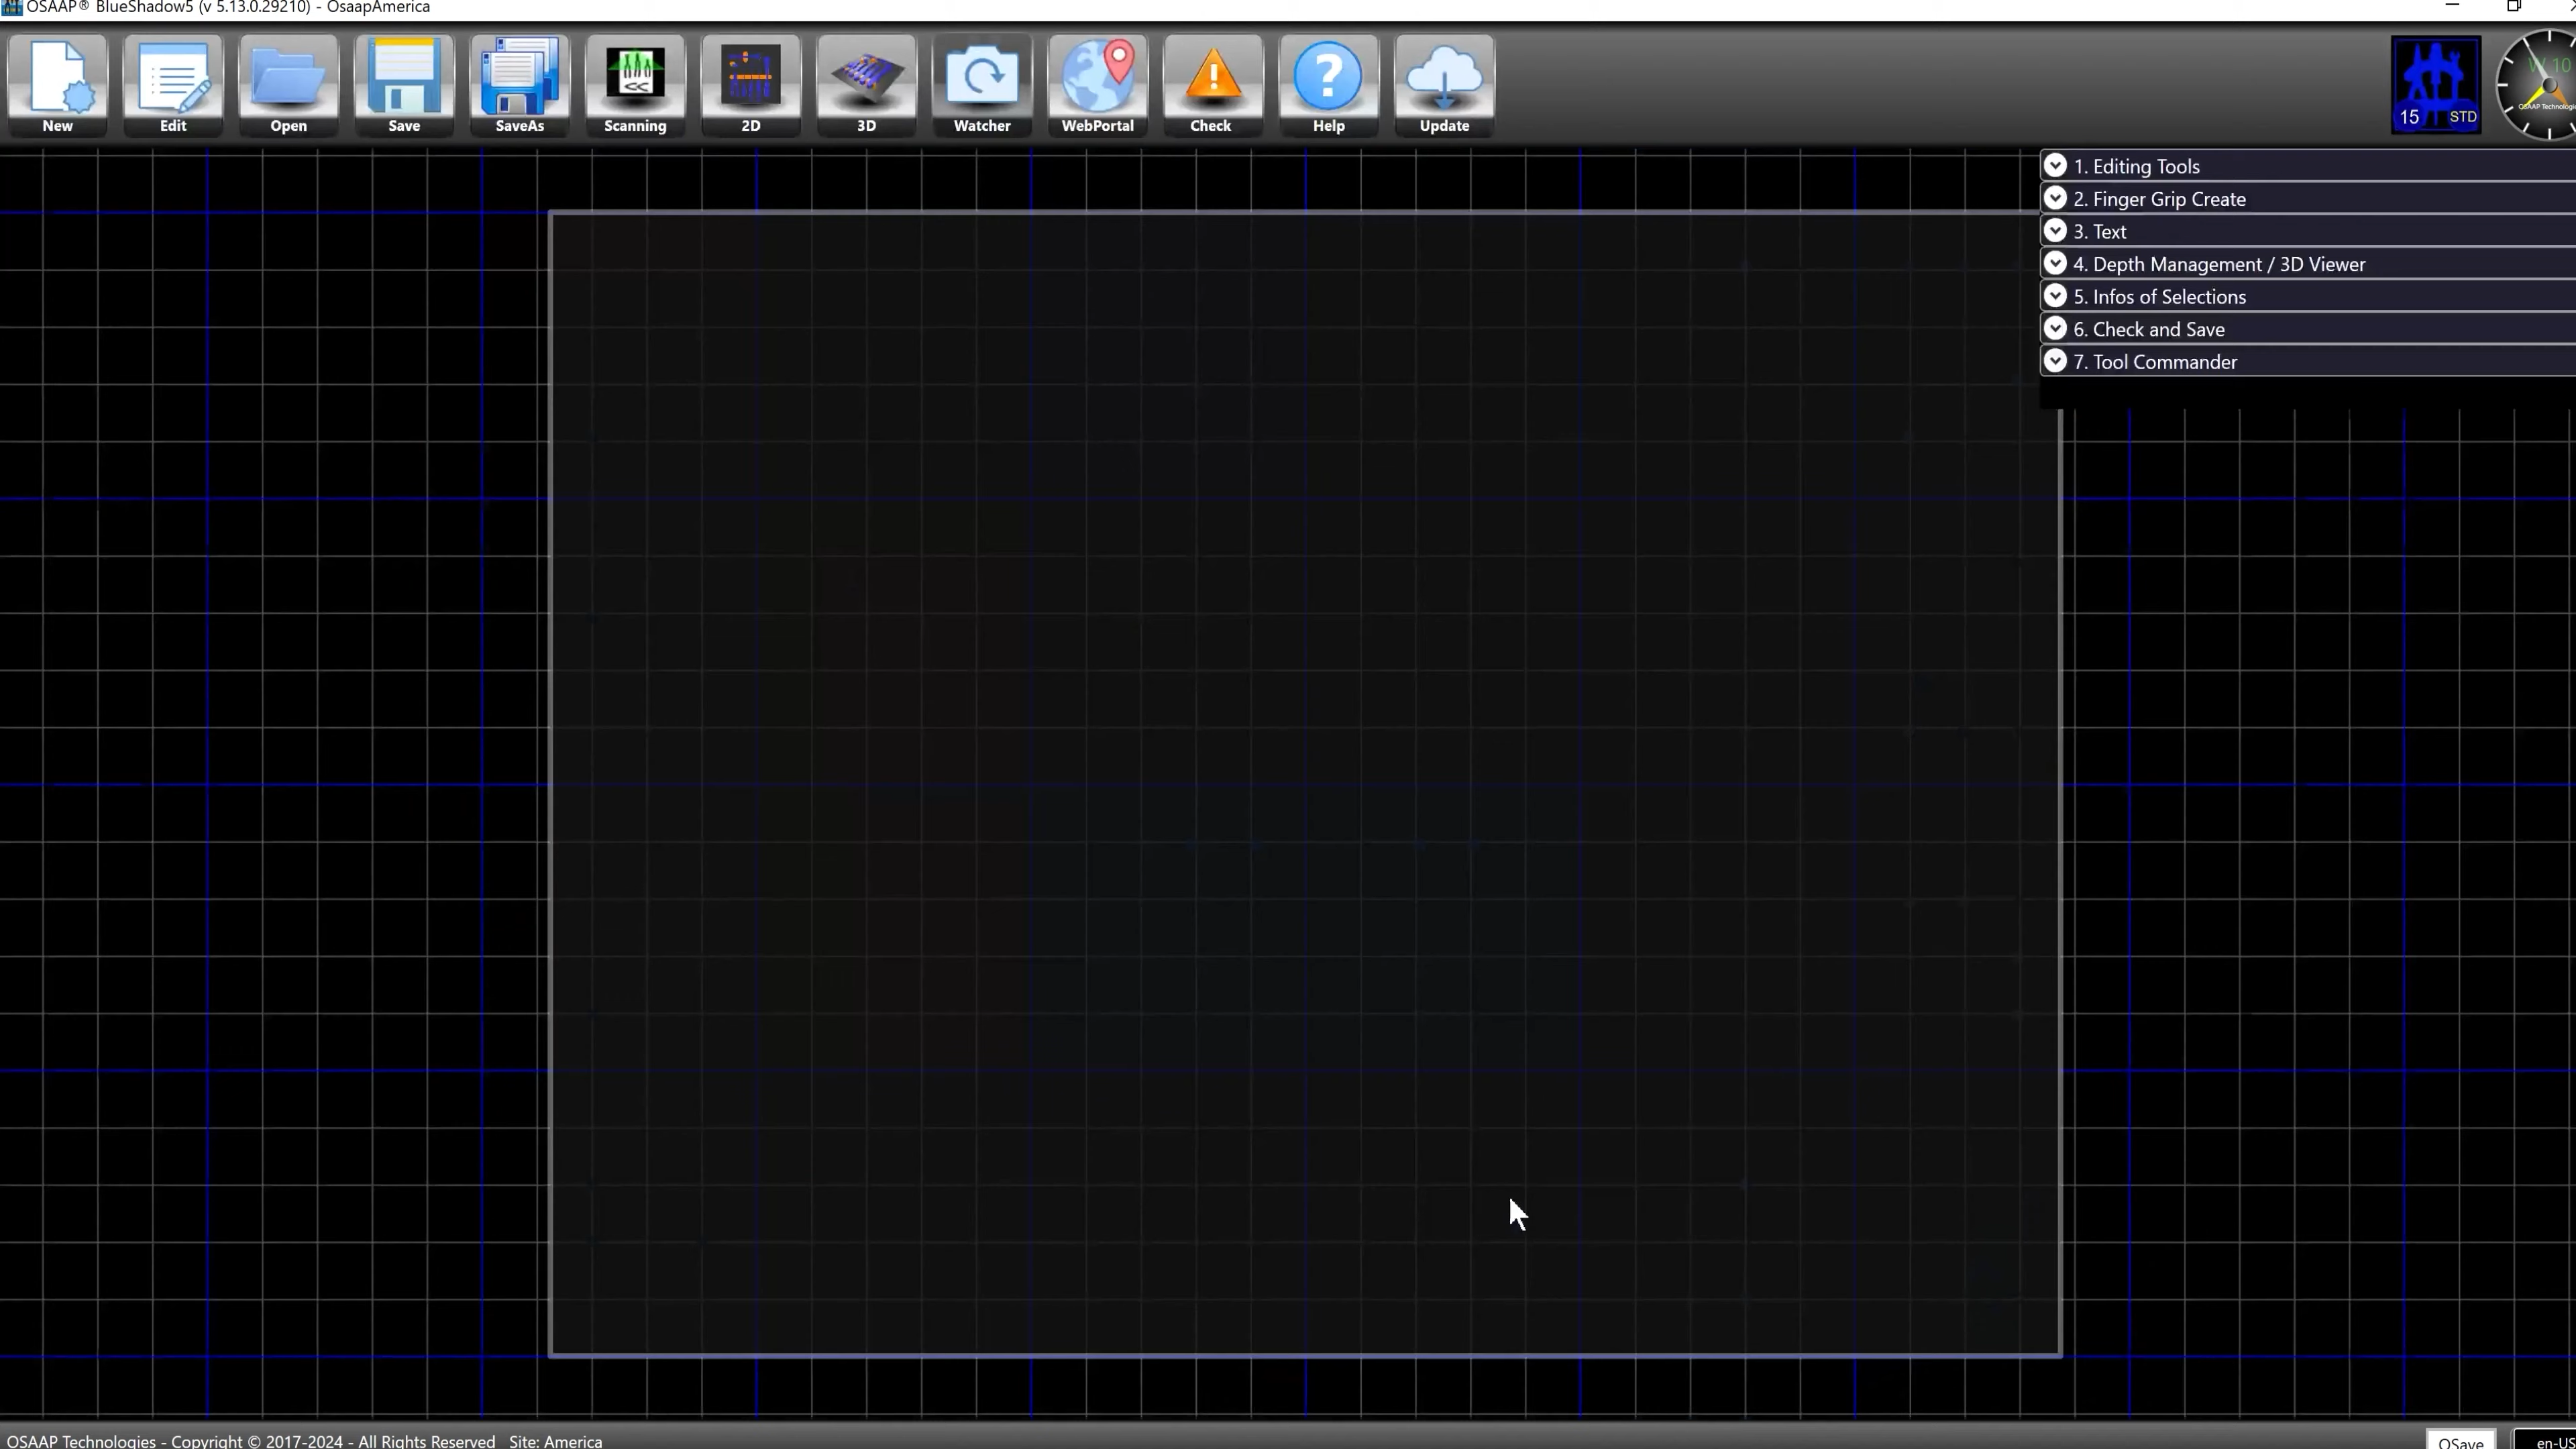 OSAAP® BlueShadow5 (v 5.13.0.29210) - OsaapAmerica
New
Edit
Open
Save
SaveAs
Scanning
2D
3D
Watcher
WebPortal
Check
Help
Update
15 STD
W 10
1. Editing Tools
2. Finger Grip Create
3. Text
4. Depth Management / 3D Viewer
5. Infos of Selections
6. Check and Save
7. Tool Commander
OSAAP Technologies - Copyright © 2017-2024 - All Rights Reserved Site: America
QSave
en-US